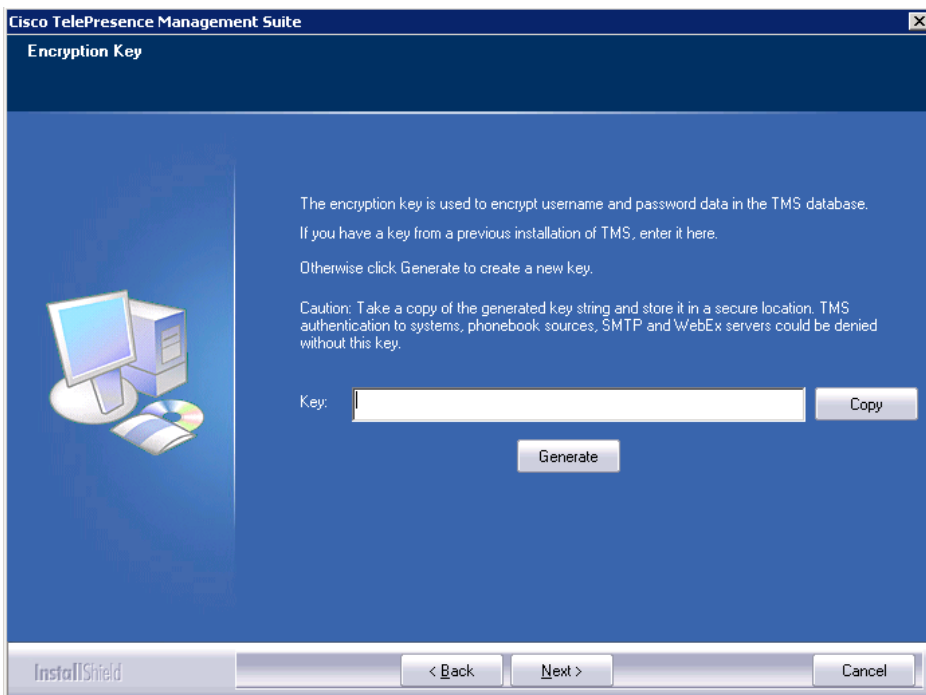 Cisco TelePresence Management Suite
Encryption Key
The encryption key is used to encrypt username and password data in the TMS database.
If you have a key from a previous installation of TMS, enter it here.
Otherwise click Generate to create a new key.
Caution: Take a copy of the generated key string and store it in a secure location. TMS
authentication to systems, phonebook sources, SMTP and WebEx servers could be denied
without this key.
Key:
Copy
Generate
InstallShield
< Back
Next >
Cancel